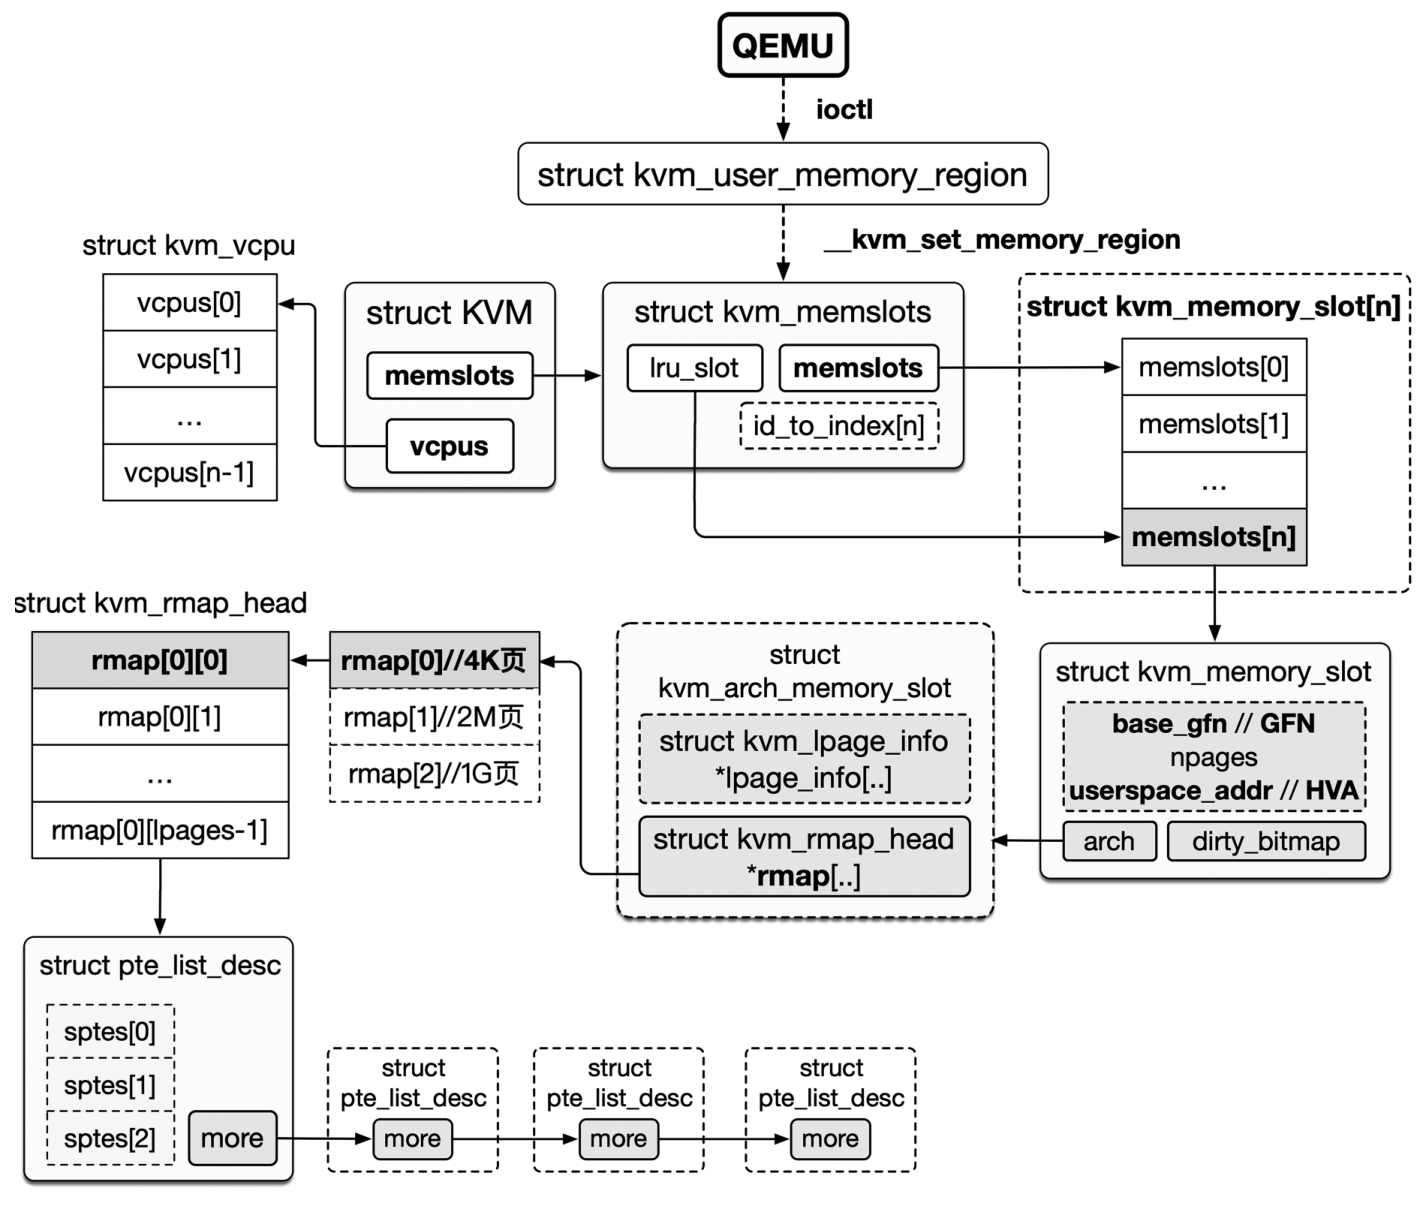 QEMU
ioctl
struct kvm_user_memory_region
__kvm_set_memory_region
struct kvm_vcpu
vcpus[0]
vcpus[1]
...
vcpus[n-1]
struct KVM
memslots
vcpus
struct kvm_memslots
lru_slot
memslots
id_to_index[n]
struct kvm_memory_slot[n]
memslots[0]
memslots[1]
...
memslots[n]
struct kvm_rmap_head
rmap[0][0]
rmap[0][1]
...
rmap[0][lpages-1]
rmap[0]//4K页
rmap[1]//2M页
rmap[2]//1G页
struct
kvm_arch_memory_slot
struct kvm_lpage_info
*lpage_info[..]
struct kvm_rmap_head
*rmap[..]
struct kvm_memory_slot
base_gfn // GFN
npages
userspace_addr // HVA
arch
dirty_bitmap
struct pte_list_desc
sptes[0]
sptes[1]
sptes[2]
more
struct
pte_list_desc
more
struct
pte_list_desc
more
struct
pte_list_desc
more